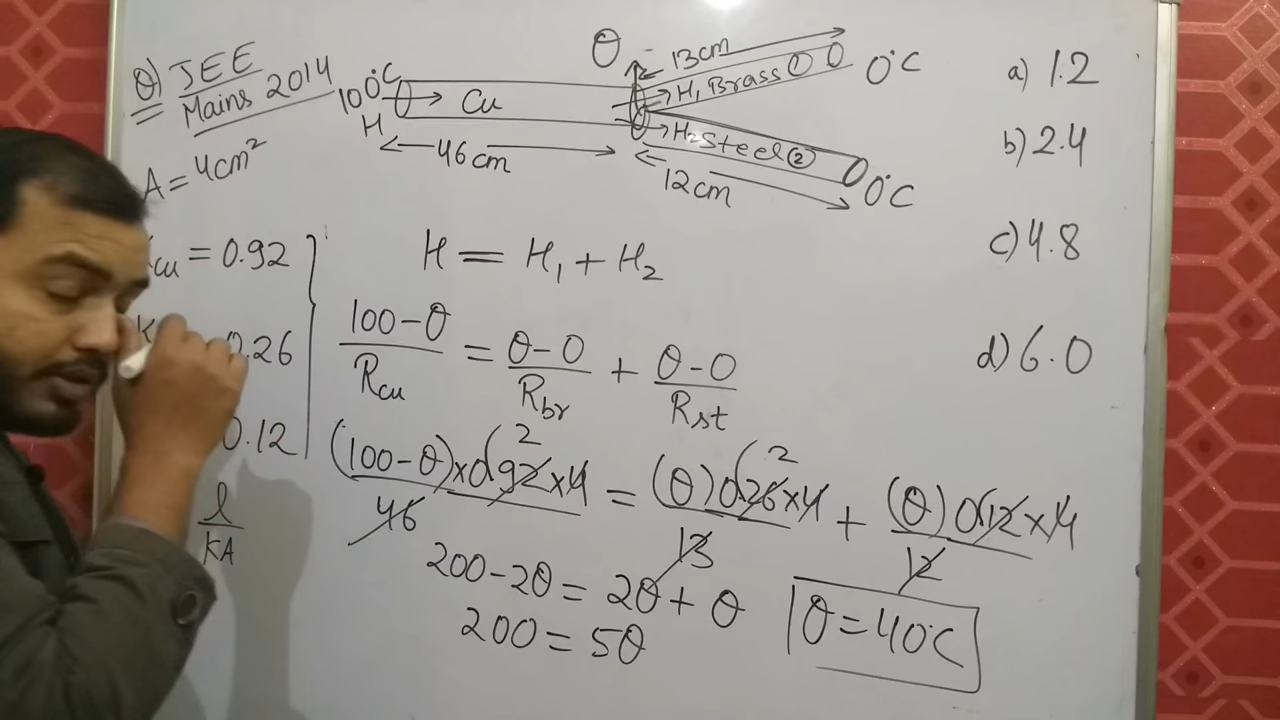 Q) JEE
Mains 2014
A = 4cm²
100°C
H
Cu
46cm
θ
13cm
H₁ Brass ①
0°C
H₂ Steel ②
12cm
0°C
a) 1.2
b) 2.4
c) 4.8
d) 6.0
cu = 0.92
K
0.26
0.12
l/KA
H = H₁ + H₂
(100-θ)/Rcu = (θ-0)/Rbr + (θ-0)/Rst
2 2
(100-θ)×0.92×4/46 = (θ)0.26×4/13 + (θ)0.12×4/12
200-2θ = 2θ + θ
200 = 5θ
θ = 40°C